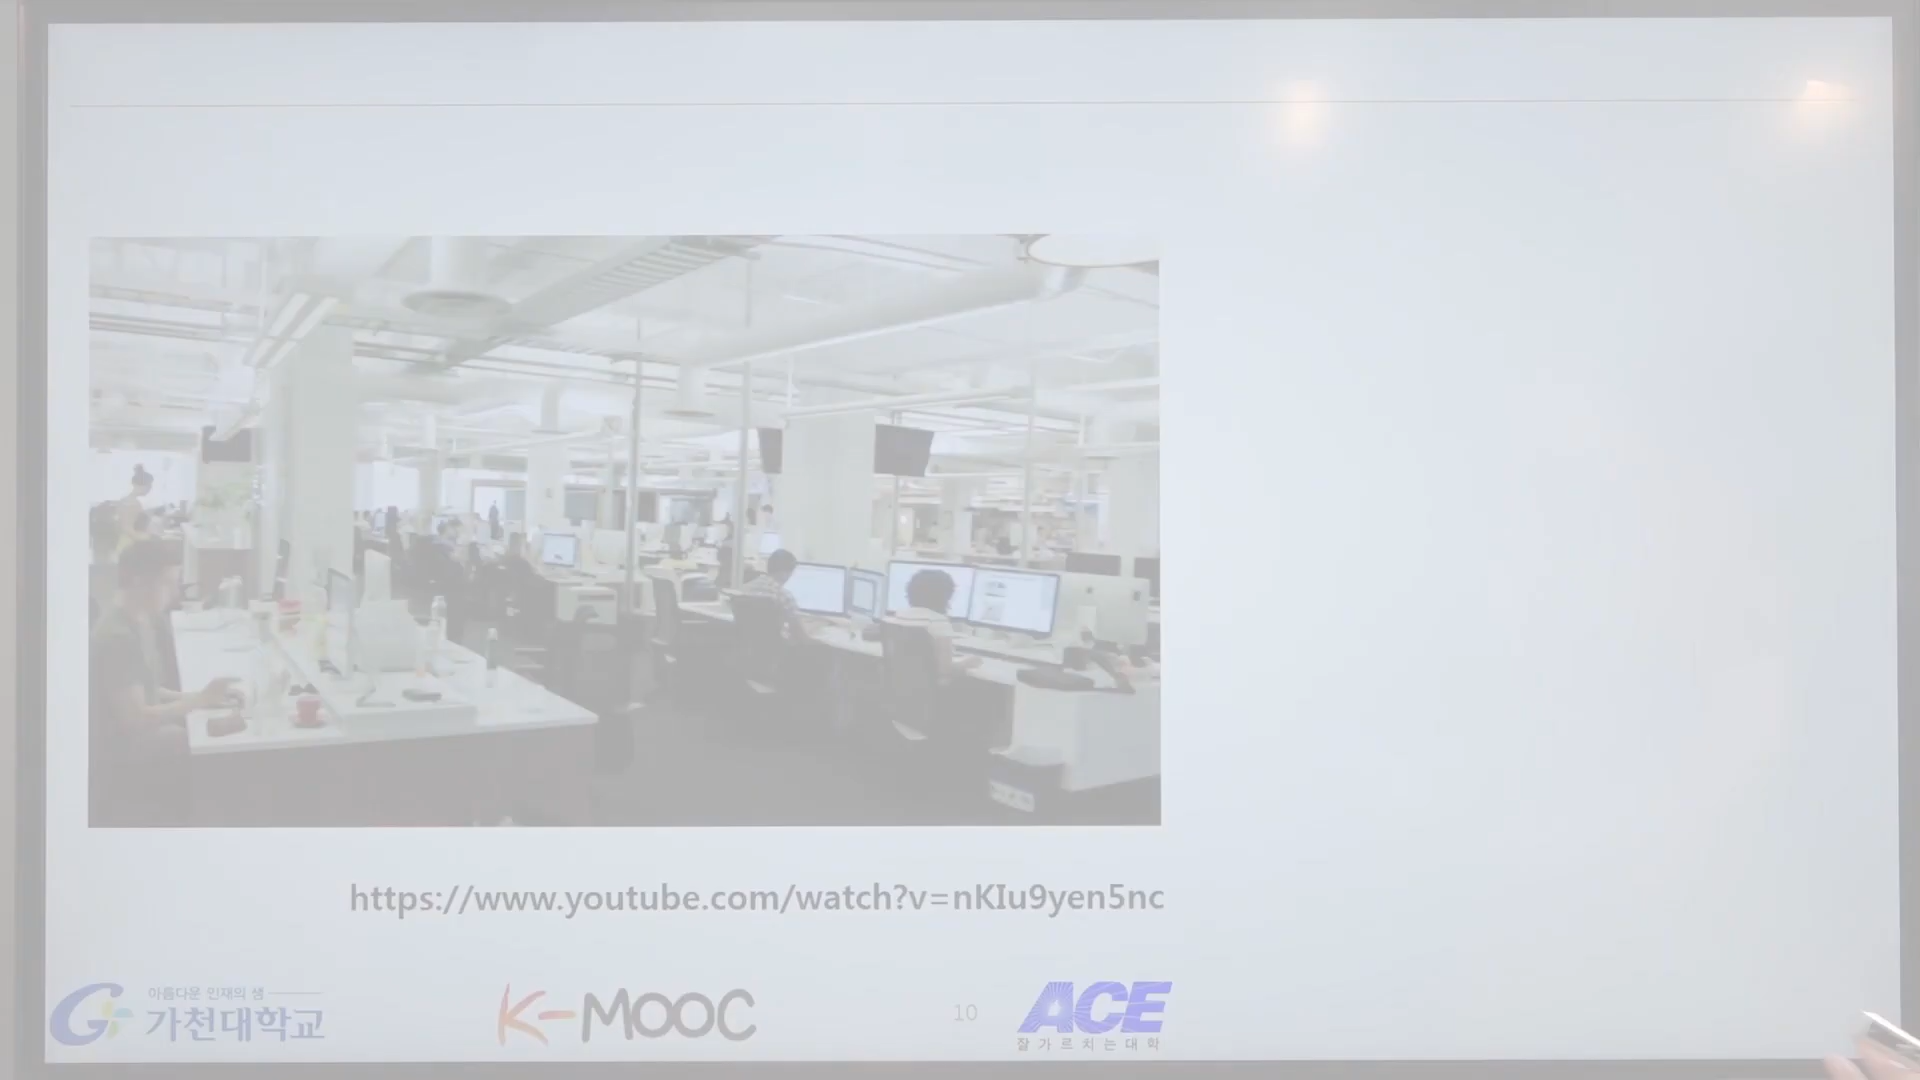 https://www.youtube.com/watch?v=nKIu9yen5nc
아름다운 인재의 샘
가천대학교
K-MOOC
10
ACE
잘 가 르 치 는 대 학